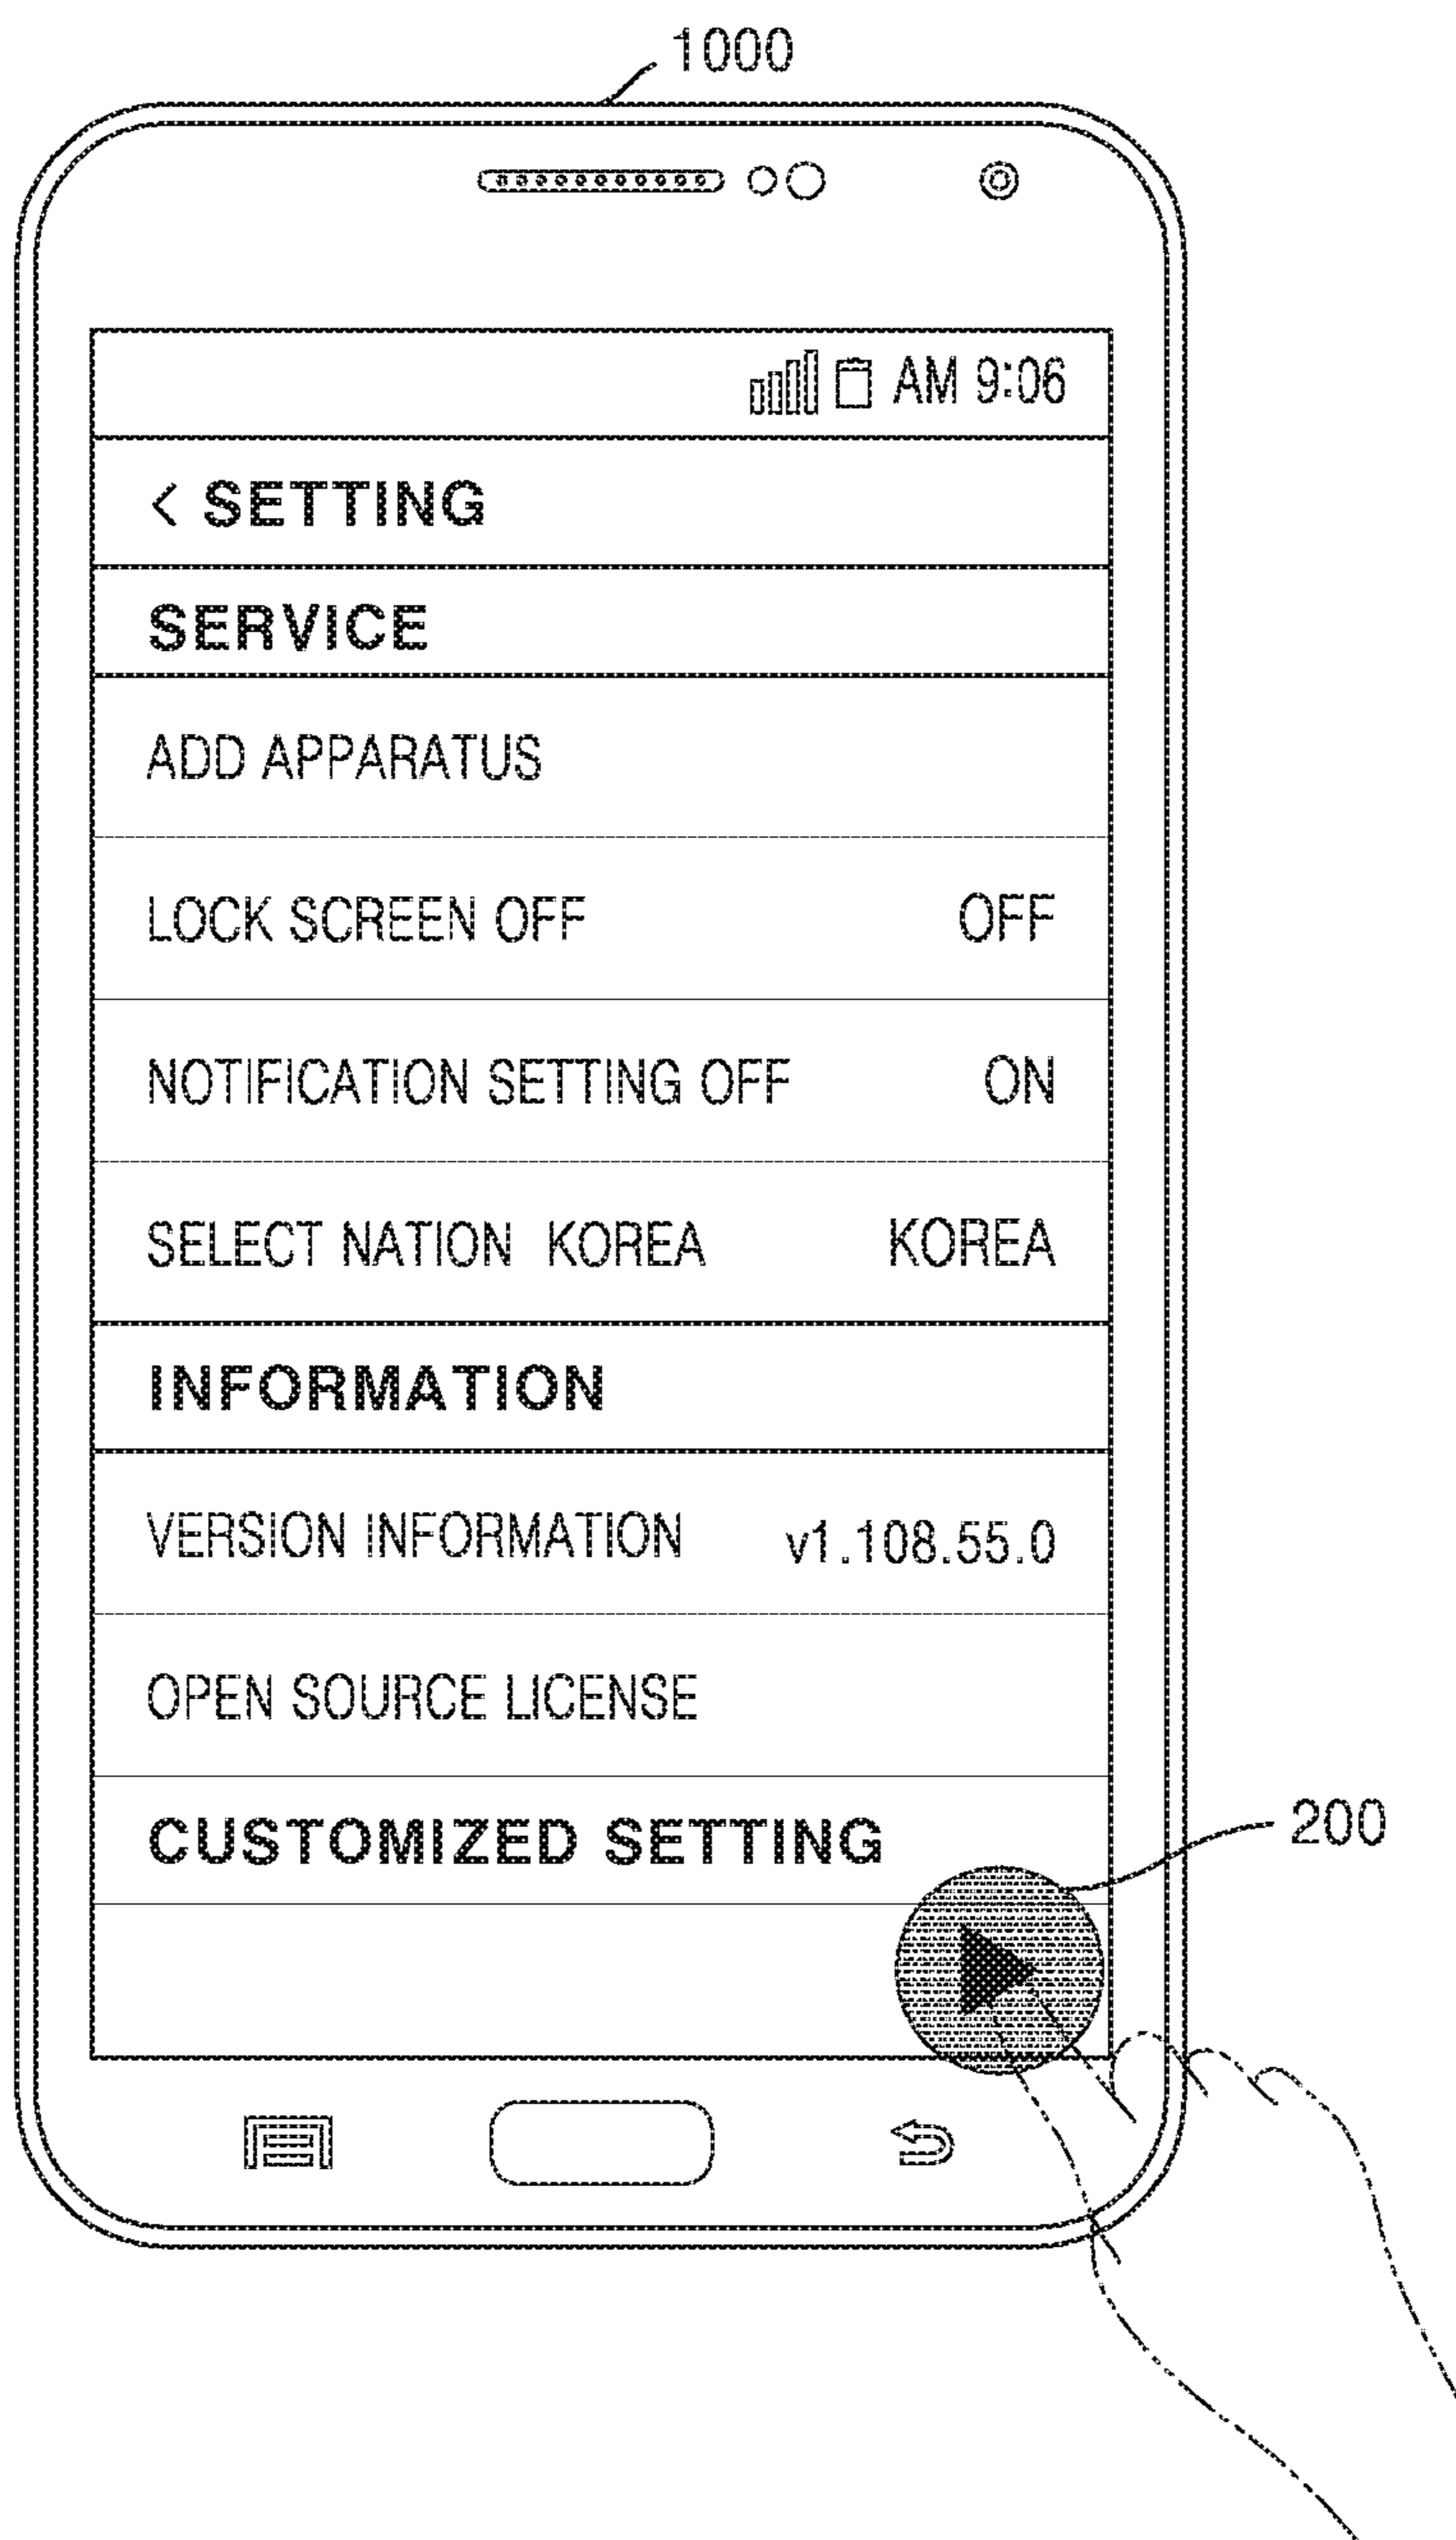 1000
AM 9:06
< SETTING
SERVICE
ADD APPARATUS
LOCK SCREEN OFF OFF
NOTIFICATION SETTING OFF ON
SELECT NATION KOREA KOREA
INFORMATION
VERSION INFORMATION v1.108.55.0
OPEN SOURCE LICENSE
CUSTOMIZED SETTING
200